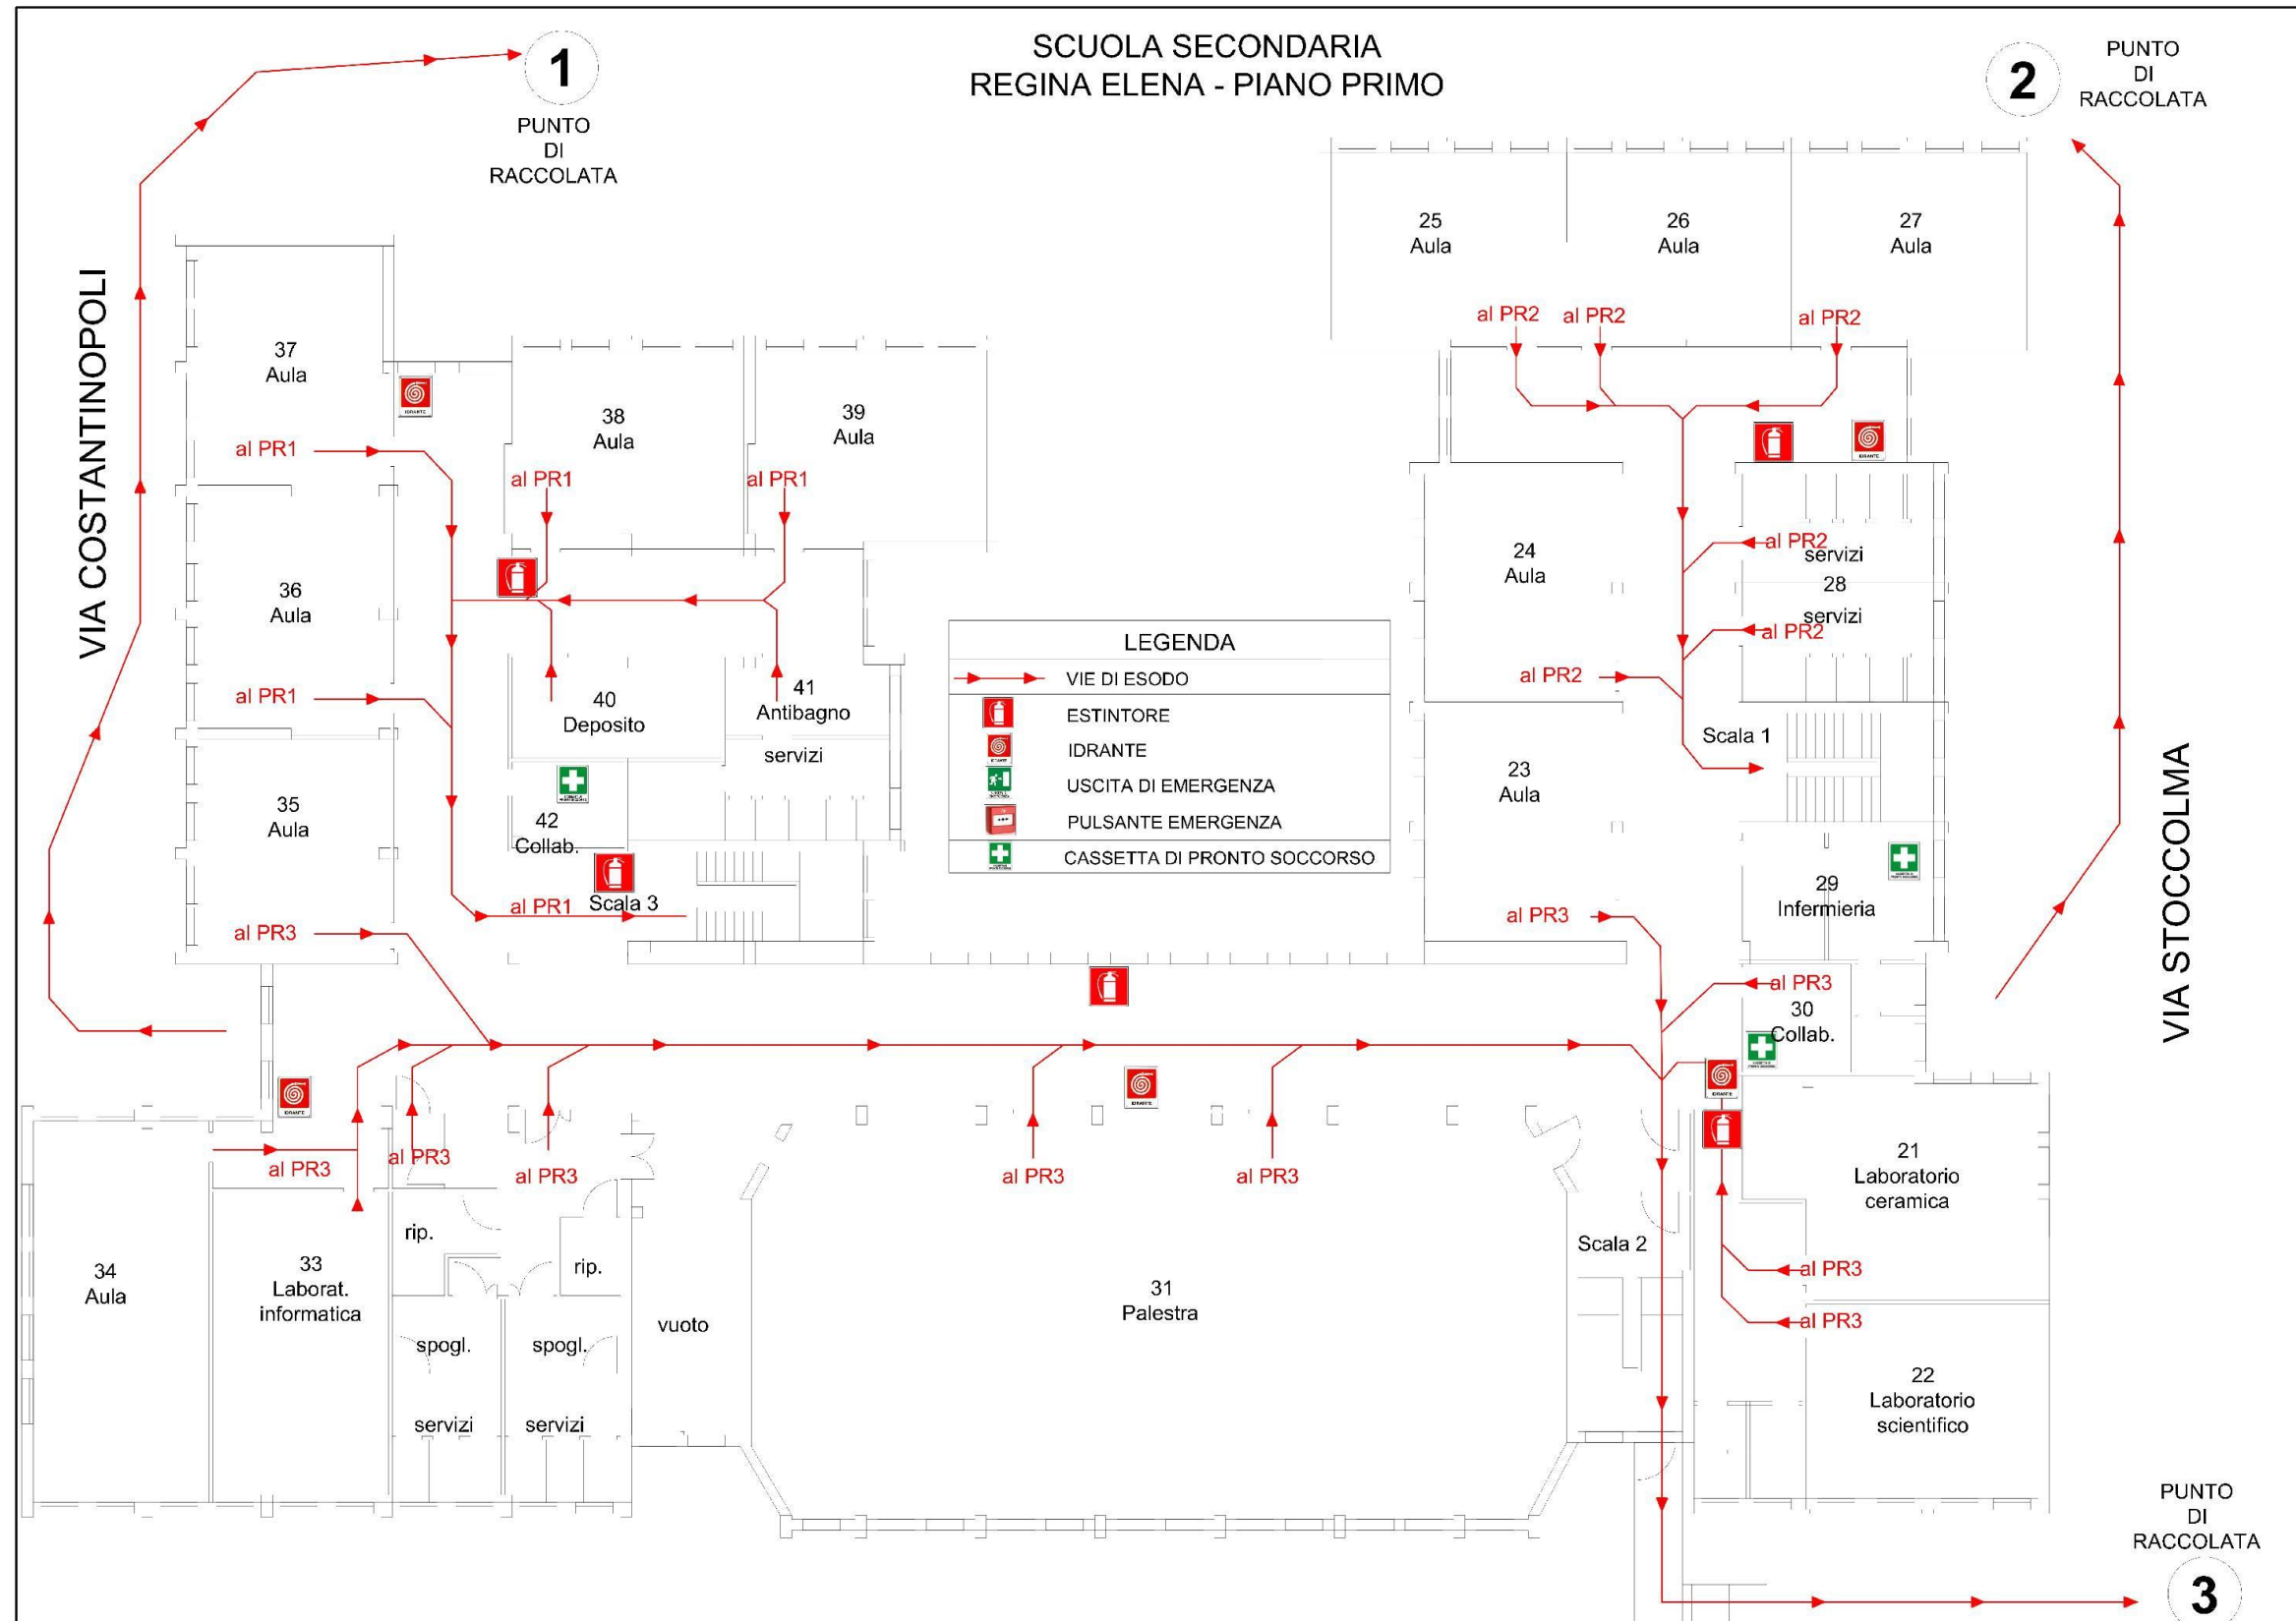 SCUOLA SECONDARIA
REGINA ELENA - PIANO PRIMO
1
PUNTO
DI
RACCOLATA
2
PUNTO
DI
RACCOLATA
VIA COSTANTINOPOLI
VIA STOCCOLMA
25
Aula
26
Aula
27
Aula
al PR2
al PR2
al PR2
37
Aula
IDRANTE
38
Aula
39
Aula
al PR1
al PR1
al PR1
IDRANTE
24
Aula
al PR2
servizi
28
servizi
al PR2
al PR2
36
Aula
al PR1
40
Deposito
41
Antibagno
servizi
LEGENDA
VIE DI ESODO
ESTINTORE
IDRANTE
USCITA DI EMERGENZA
PULSANTE EMERGENZA
CASSETTA DI PRONTO SOCCORSO
Scala 1
23
Aula
35
Aula
42
Collab.
al PR1
Scala 3
al PR3
al PR3
29
Infermieria
al PR3
30
Collab.
IDRANTE
IDRANTE
IDRANTE
al PR3
al PR3
al PR3
al PR3
al PR3
21
Laboratorio
ceramica
34
Aula
33
Laborat.
informatica
rip.
rip.
spogl.
spogl.
servizi
servizi
vuoto
31
Palestra
Scala 2
al PR3
al PR3
22
Laboratorio
scientifico
PUNTO
DI
RACCOLATA
3